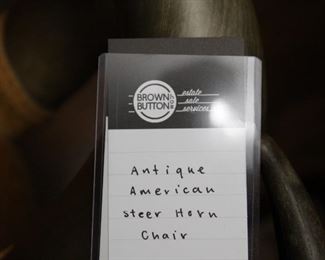 BROWN
BUTTON
estate
sale
services
Antique
American
Steer Horn
Chair